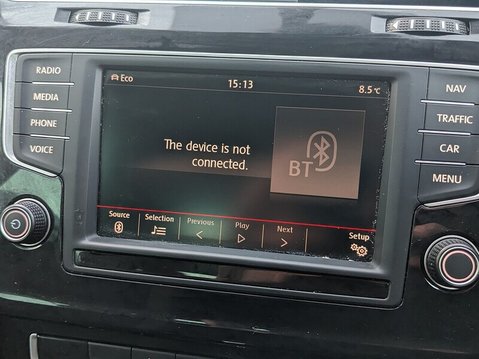 RADIO
MEDIA
PHONE
VOICE
Eco
15:13
8.5°C
The device is not
connected.
BT
Source
Selection
Previous
Play
Next
Setup
NAV
TRAFFIC
CAR
MENU